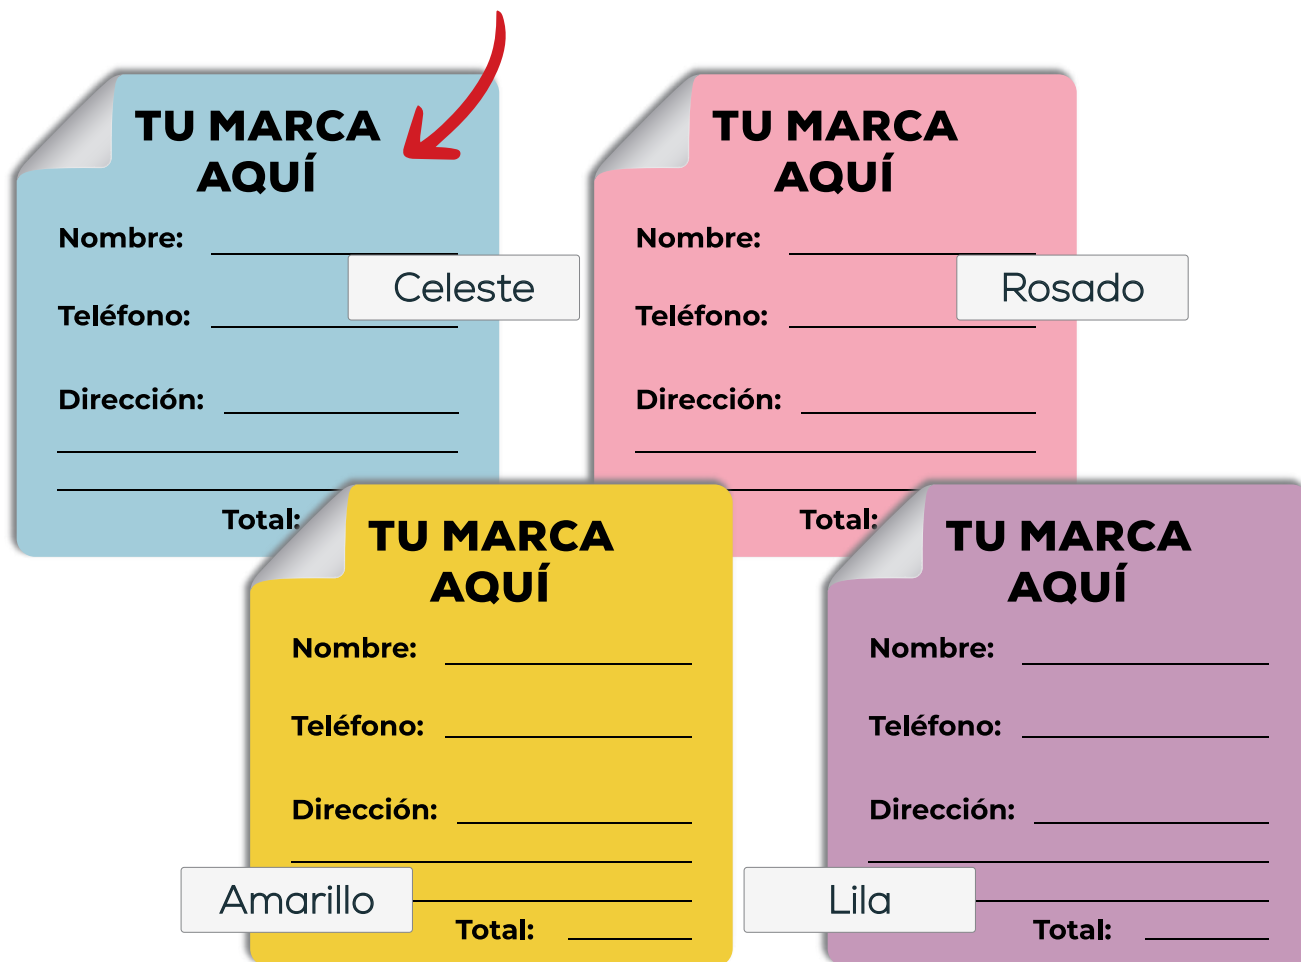 TU MARCA
AQUÍ
Nombre:
Celeste
Teléfono:
Dirección:
Total:
TU MARCA
AQUÍ
Nombre:
Rosado
Teléfono:
Dirección:
Total:
TU MARCA
AQUÍ
Nombre:
Teléfono:
Dirección:
Amarillo
Total:
TU MARCA
AQUÍ
Nombre:
Teléfono:
Dirección:
Lila
Total: